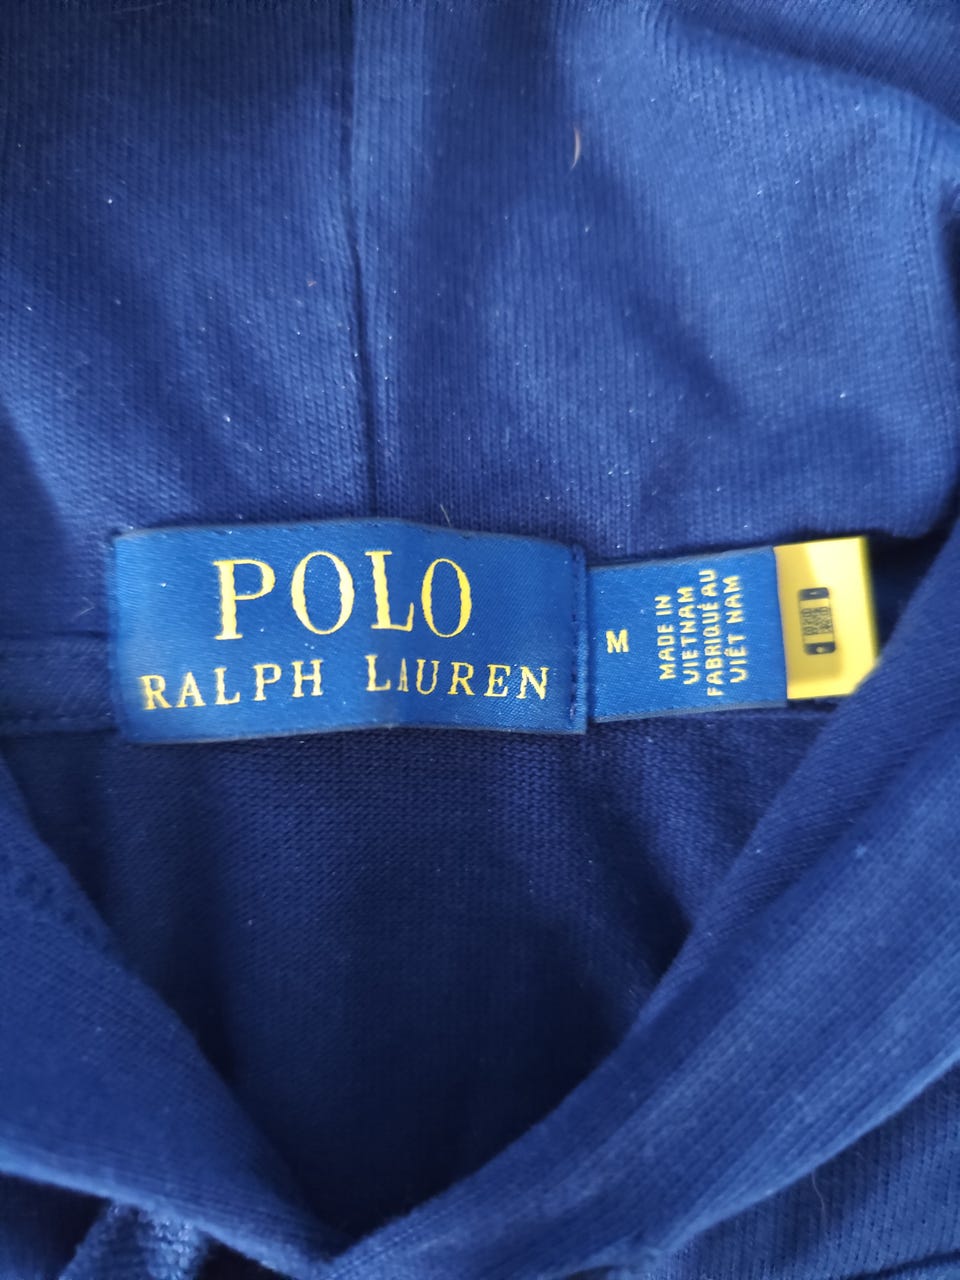 POLO
RALPH LAUREN
M
MADE IN
VIETNAM
FABRIQUÉ AU
VIÊT NAM